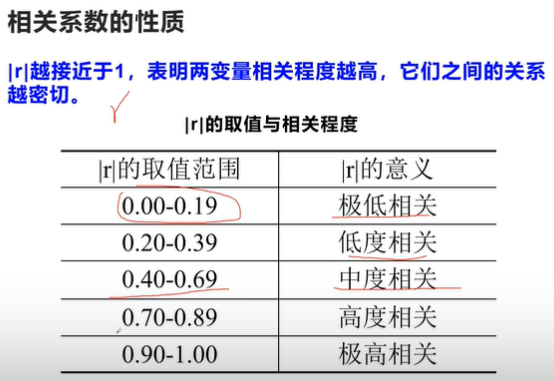 相关系数的性质
|r|越接近于1，表明两变量相关程度越高，它们之间的关系
越密切。
r
|r|的取值与相关程度
|r|的取值范围 |r|的意义
0.00-0.19 极低相关
0.20-0.39 低度相关
0.40-0.69 中度相关
0.70-0.89 高度相关
0.90-1.00 极高相关